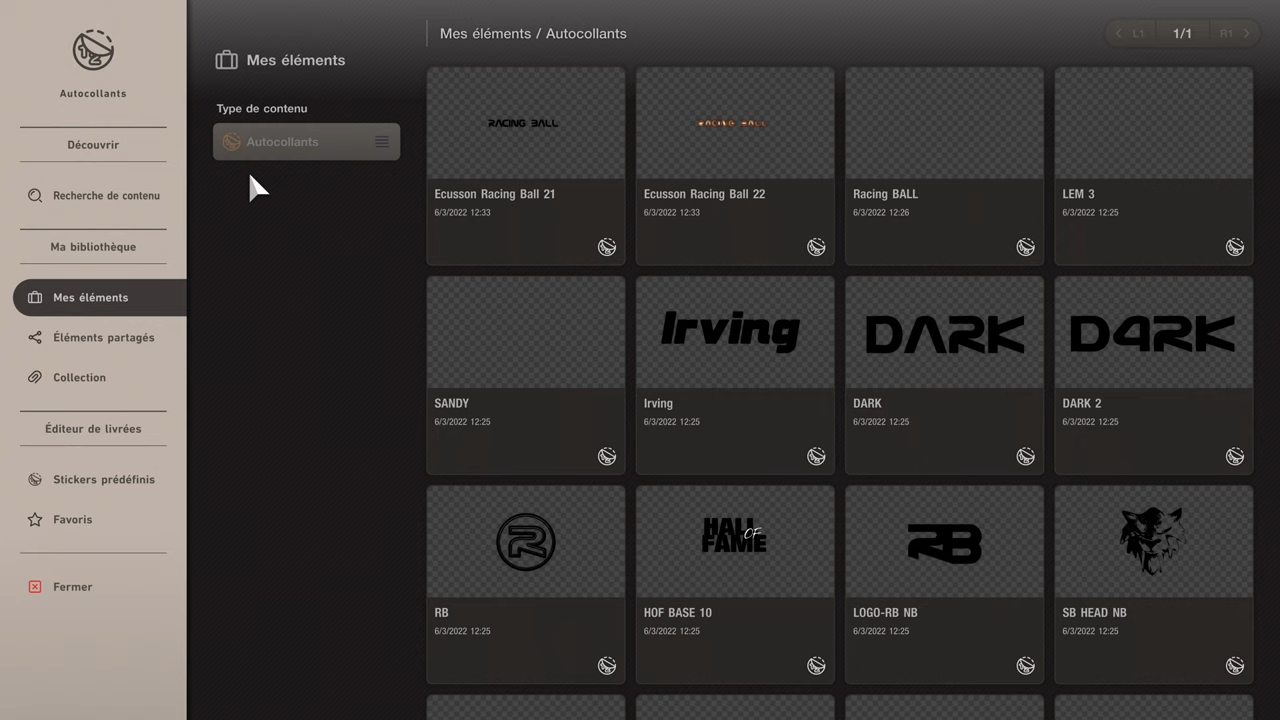 Autocollants
Découvrir
Recherche de contenu
Ma bibliothèque
Mes éléments
Éléments partagés
Collection
Éditeur de livrées
Stickers prédéfinis
Favoris
Fermer
Mes éléments
Type de contenu
Autocollants
Mes éléments / Autocollants
L1 1/1 R1
RACING BALL
Ecusson Racing Ball 21
6/3/2022 12:33
RACING BALL
Ecusson Racing Ball 22
6/3/2022 12:33
Racing BALL
6/3/2022 12:26
LEM 3
6/3/2022 12:25
SANDY
6/3/2022 12:25
Irving
Irving
6/3/2022 12:25
DARK
DARK
6/3/2022 12:25
D4RK
DARK 2
6/3/2022 12:25
R
RB
6/3/2022 12:25
HALL
OF
FAME
HOF BASE 10
6/3/2022 12:25
RB
LOGO-RB NB
6/3/2022 12:25
SB HEAD NB
6/3/2022 12:25